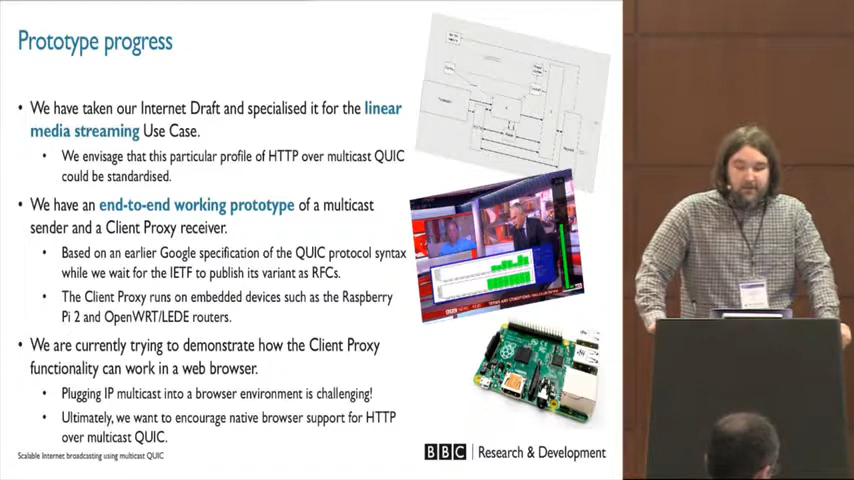 Prototype progress
• We have taken our Internet Draft and specialised it for the linear
media streaming Use Case.
• We envisage that this particular profile of HTTP over multicast QUIC
could be standardised.
• We have an end-to-end working prototype of a multicast
sender and a Client Proxy receiver.
• Based on an earlier Google specification of the QUIC protocol syntax
while we wait for the IETF to publish its variant as RFCs.
• The Client Proxy runs on embedded devices such as the Raspberry
Pi 2 and OpenWRT/LEDE routers.
• We are currently trying to demonstrate how the Client Proxy
functionality can work in a web browser.
• Plugging IP multicast into a browser environment is challenging!
• Ultimately, we want to encourage native browser support for HTTP
over multicast QUIC.
Scalable Internet broadcasting using multicast QUIC
BBC | Research & Development